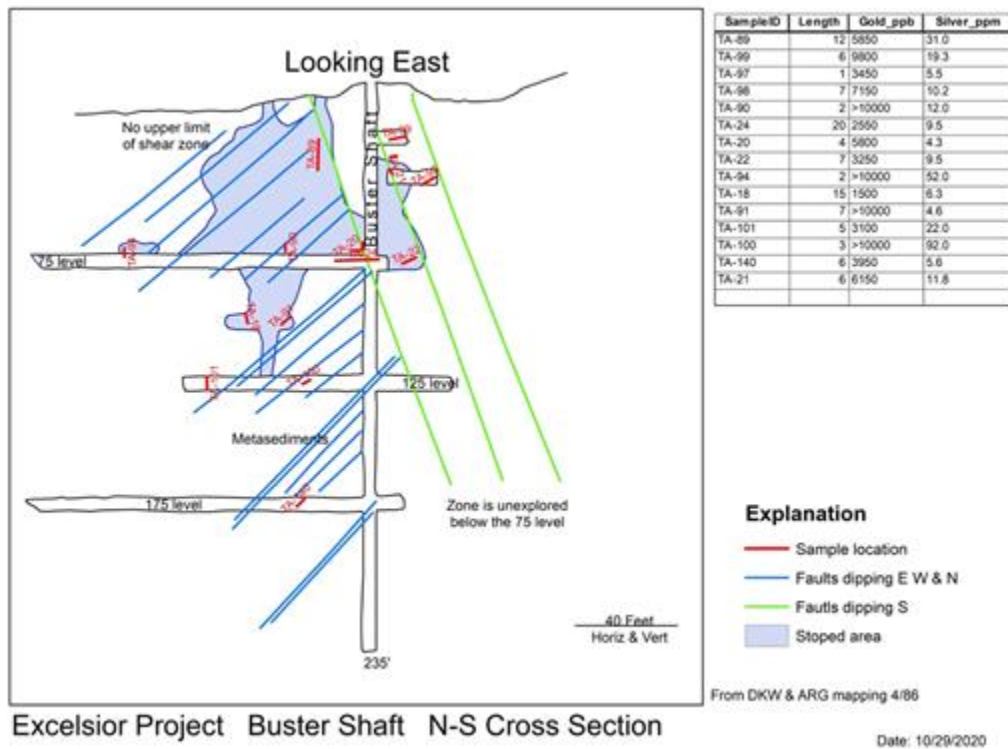 Looking East
No upper limit
of shear zone
Buster Shaft
TA-89
75 level
125 level
Metasediments
175 level
Zone is unexplored
below the 75 level
40 Feet
Horiz & Vert
235'
SampleID Length Gold_ppb Silver_ppm
TA-89 12 5850 31.0
TA-99 6 9800 19.3
TA-97 1 3450 5.5
TA-98 7 7150 10.2
TA-90 2 >10000 12.0
TA-24 20 2550 9.5
TA-20 4 5800 4.3
TA-22 7 3250 9.5
TA-94 2 >10000 52.0
TA-18 15 1500 6.3
TA-91 7 >10000 4.6
TA-101 5 3100 22.0
TA-100 3 >10000 92.0
TA-140 6 3950 5.6
TA-21 6 6150 11.8
Explanation
Sample location
Faults dipping E W & N
Fautls dipping S
Stoped area
From DKW & ARG mapping 4/86
Excelsior Project Buster Shaft N-S Cross Section
Date: 10/29/2020